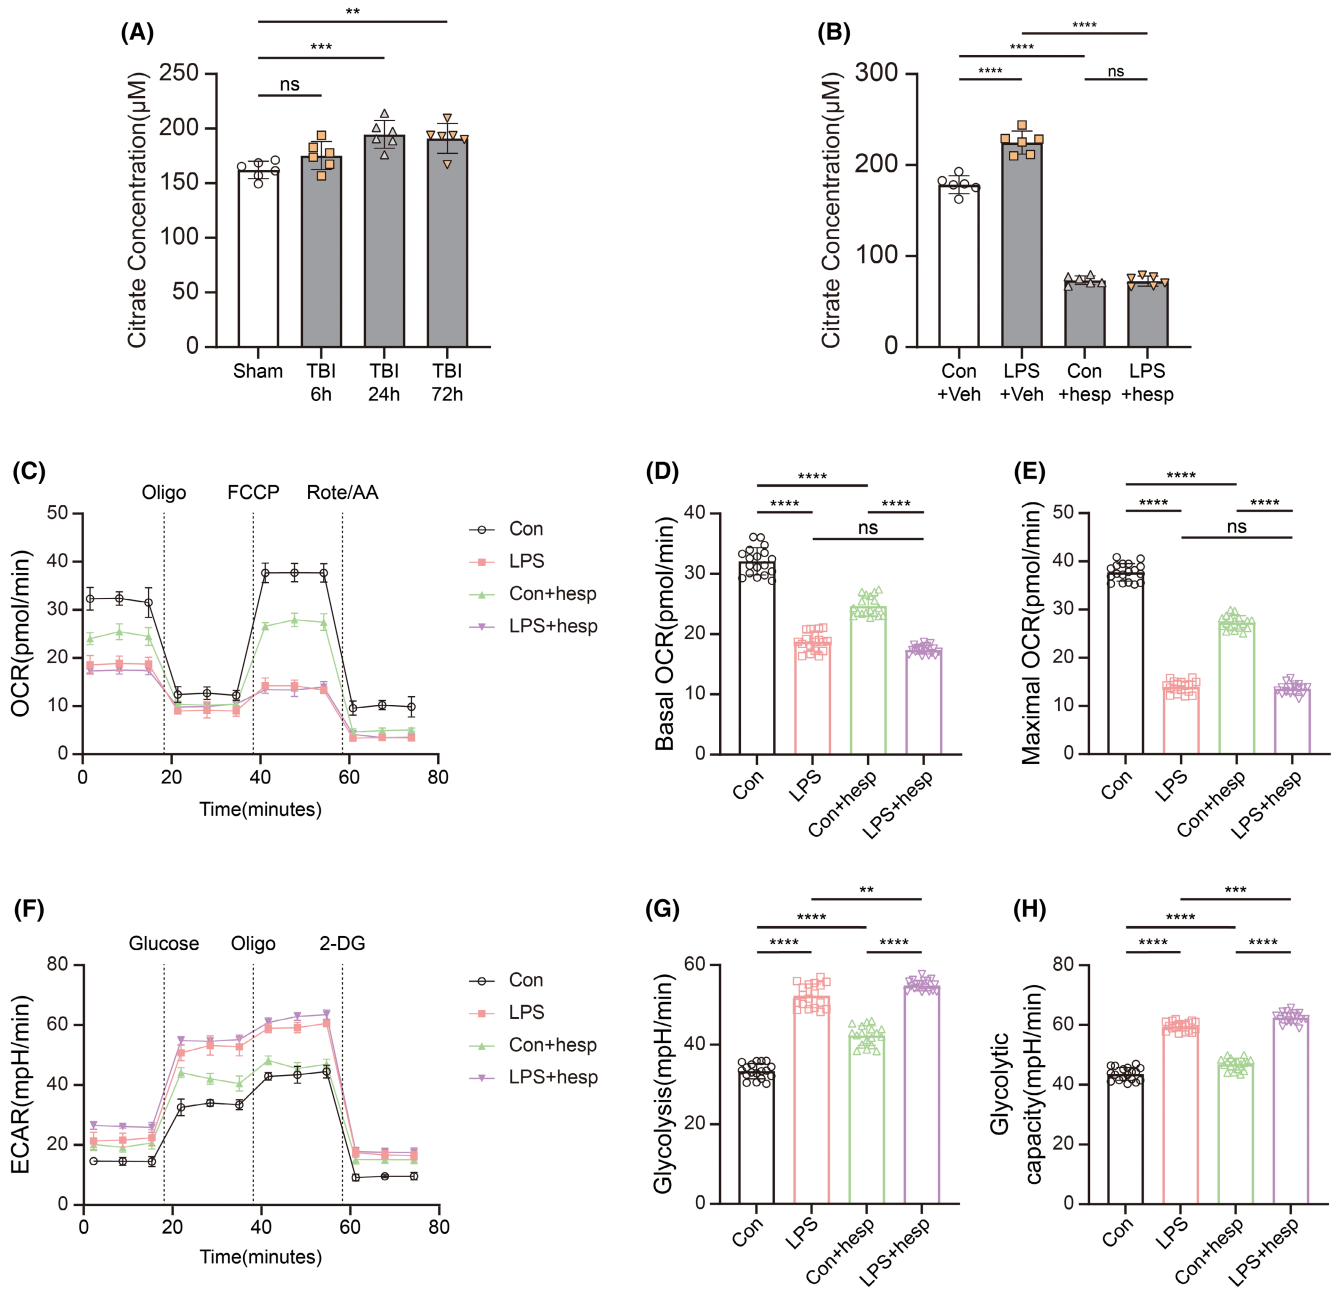 (A)
**
***
ns
Citrate Concentration(μM)
250
200
150
100
50
0
Sham
TBI
6h
TBI
24h
TBI
72h
(B)
****
****
****
ns
Citrate Concentration(μM)
300
200
100
0
Con
+Veh
LPS
+Veh
Con
+hesp
LPS
+hesp
(C)
Oligo
FCCP
Rote/AA
OCR(pmol/min)
50
40
30
20
10
0
0
20
40
60
80
Time(minutes)
Con
LPS
Con+hesp
LPS+hesp
(D)
****
****
****
ns
Basal OCR(pmol/min)
40
30
20
10
0
Con
LPS
Con+hesp
LPS+hesp
(E)
****
****
****
ns
Maximal OCR(pmol/min)
50
40
30
20
10
0
Con
LPS
Con+hesp
LPS+hesp
(F)
Glucose
Oligo
2-DG
ECAR(mpH/min)
80
60
40
20
0
0
20
40
60
80
Time(minutes)
Con
LPS
Con+hesp
LPS+hesp
(G)
**
****
****
****
Glycolysis(mpH/min)
60
40
20
0
Con
LPS
Con+hesp
LPS+hesp
(H)
***
****
****
****
Glycolytic
capacity(mpH/min)
80
60
40
20
0
Con
LPS
Con+hesp
LPS+hesp